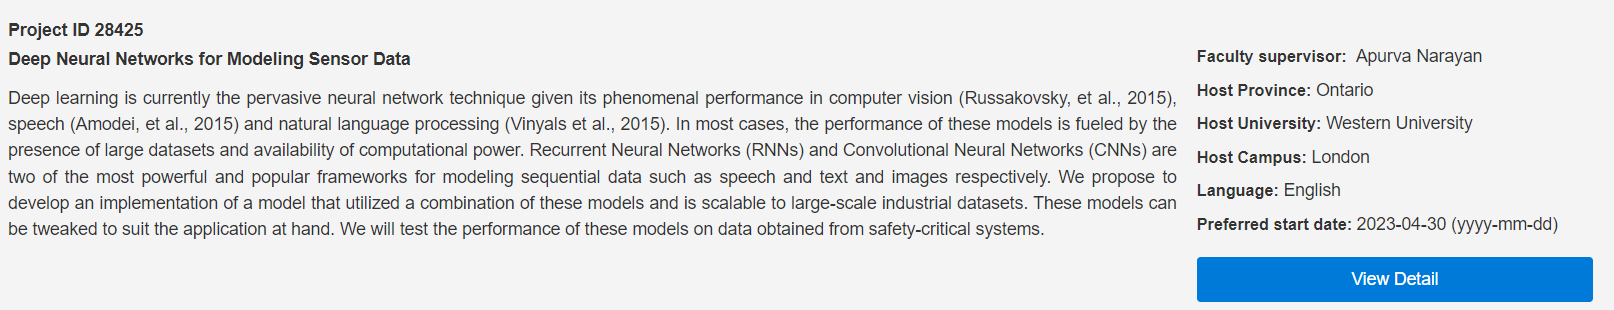 Project ID 28425
Deep Neural Networks for Modeling Sensor Data
Deep learning is currently the pervasive neural network technique given its phenomenal performance in computer vision (Russakovsky, et al., 2015),
speech (Amodei, et al., 2015) and natural language processing (Vinyals et al., 2015). In most cases, the performance of these models is fueled by the
presence of large datasets and availability of computational power. Recurrent Neural Networks (RNNs) and Convolutional Neural Networks (CNNs) are
two of the most powerful and popular frameworks for modeling sequential data such as speech and text and images respectively. We propose to
develop an implementation of a model that utilized a combination of these models and is scalable to large-scale industrial datasets. These models can
be tweaked to suit the application at hand. We will test the performance of these models on data obtained from safety-critical systems.
Faculty supervisor: Apurva Narayan
Host Province: Ontario
Host University: Western University
Host Campus: London
Language: English
Preferred start date: 2023-04-30 (yyyy-mm-dd)
View Detail